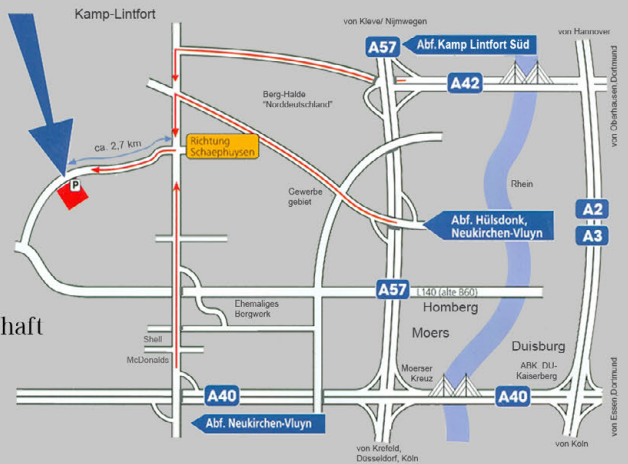 Kamp-Lintfort
von Kleve/ Nijmwegen
A57
Abf.Kamp Lintfort Süd
von Hannover
von Oberhausen,Dortmund
A42
Berg-Halde
"Norddeutschland"
ca. 2,7 km
Richtung
Schaephuysen
P
Rhein
Gewerbe
gebiet
Abf. Hülsdonk,
Neukirchen-Vluyn
A2
A3
A57
L140 (alte B60)
Homberg
Ehemaliges
Bergwerk
haft
Moers
Shell
Duisburg
McDonalds
Moerser
Kreuz
ABK. DU-
Kaiserberg
A40
A40
Abf. Neukirchen-Vluyn
von Essen,Dortmund
von Krefeld,
Düsseldorf, Köln
von Köln